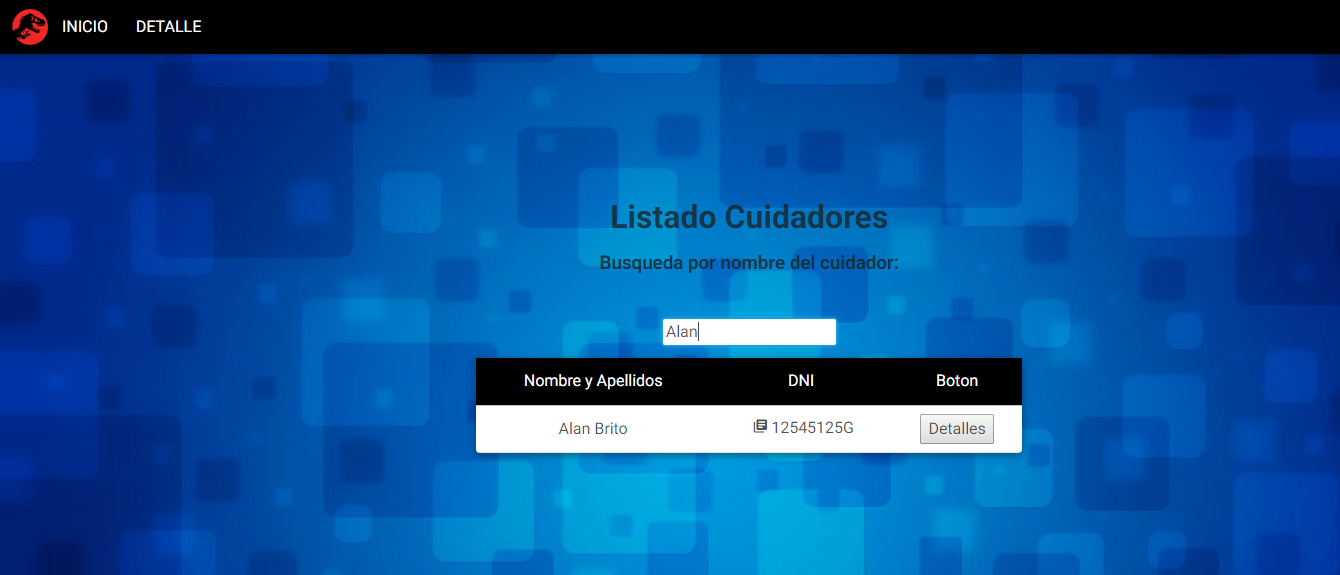 INICIO DETALLE
Listado Cuidadores
Busqueda por nombre del cuidador:
Alan
Nombre y Apellidos DNI Boton
Alan Brito 12545125G Detalles